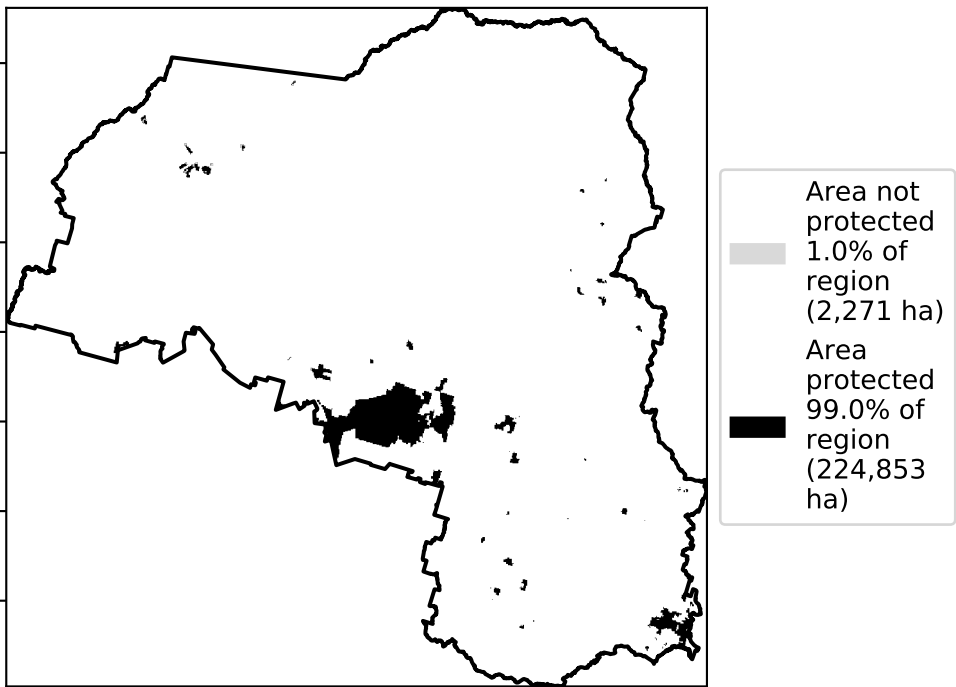 Area not
protected
1.0% of
region
(2,271 ha)
Area
protected
99.0% of
region
(224,853
ha)